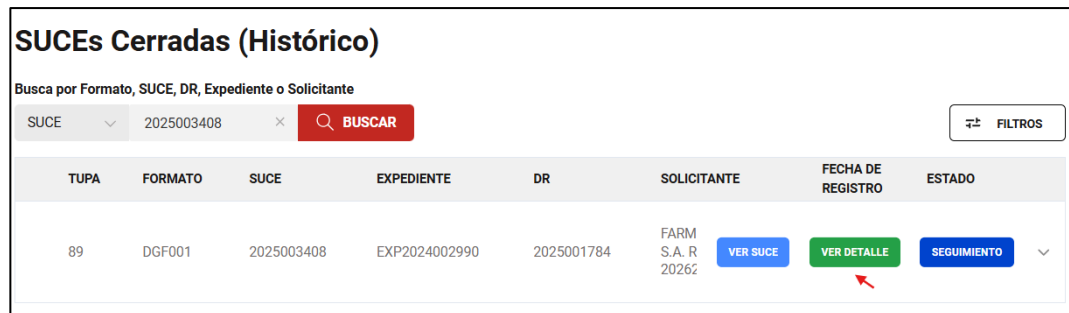 SUCEs Cerradas (Histórico)
Busca por Formato, SUCE, DR, Expediente o Solicitante
SUCE 2025003408 BUSCAR FILTROS
TUPA FORMATO SUCE EXPEDIENTE DR SOLICITANTE FECHA DE REGISTRO ESTADO
89 DGF001 2025003408 EXP2024002990 2025001784 FARM
S.A. R VER SUCE VER DETALLE SEGUIMIENTO
20262